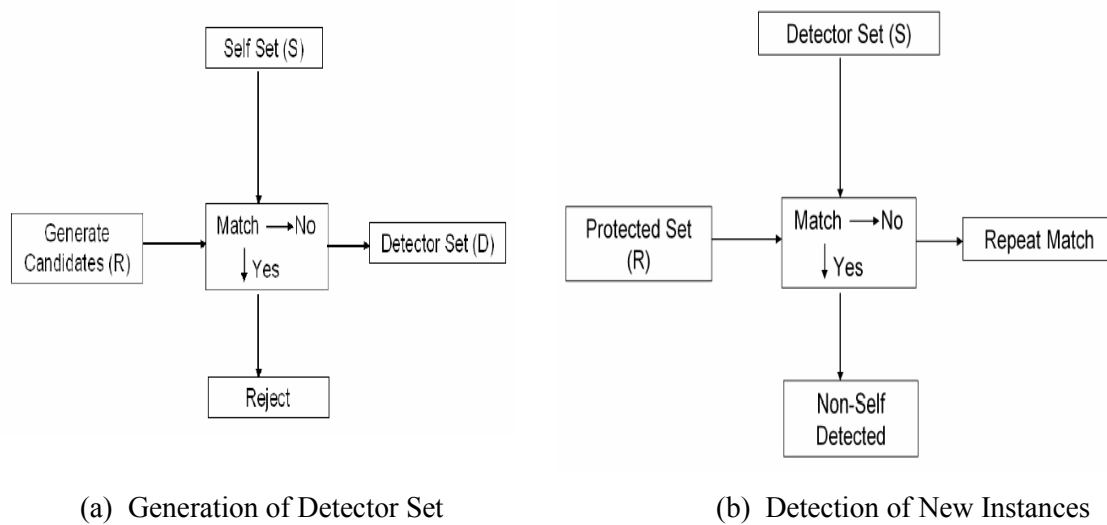 Self Set (S)
Generate
Candidates (R)
Match No
Yes
Detector Set (D)
Reject
(a) Generation of Detector Set
Detector Set (S)
Protected Set
(R)
Match No
Yes
Repeat Match
Non-Self
Detected
(b) Detection of New Instances